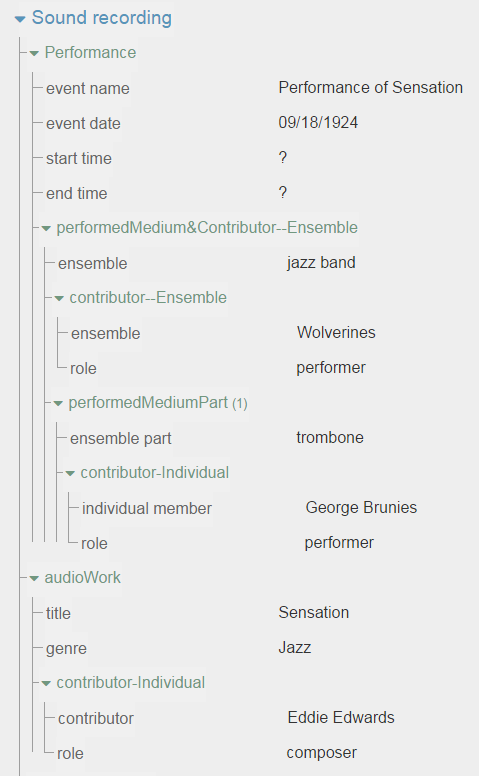 Sound recording
Performance
event name Performance of Sensation
event date 09/18/1924
start time ?
end time ?
performedMedium&Contributor--Ensemble
ensemble jazz band
contributor--Ensemble
ensemble Wolverines
role performer
performedMediumPart (1)
ensemble part trombone
contributor-Individual
individual member George Brunies
role performer
audioWork
title Sensation
genre Jazz
contributor-Individual
contributor Eddie Edwards
role composer